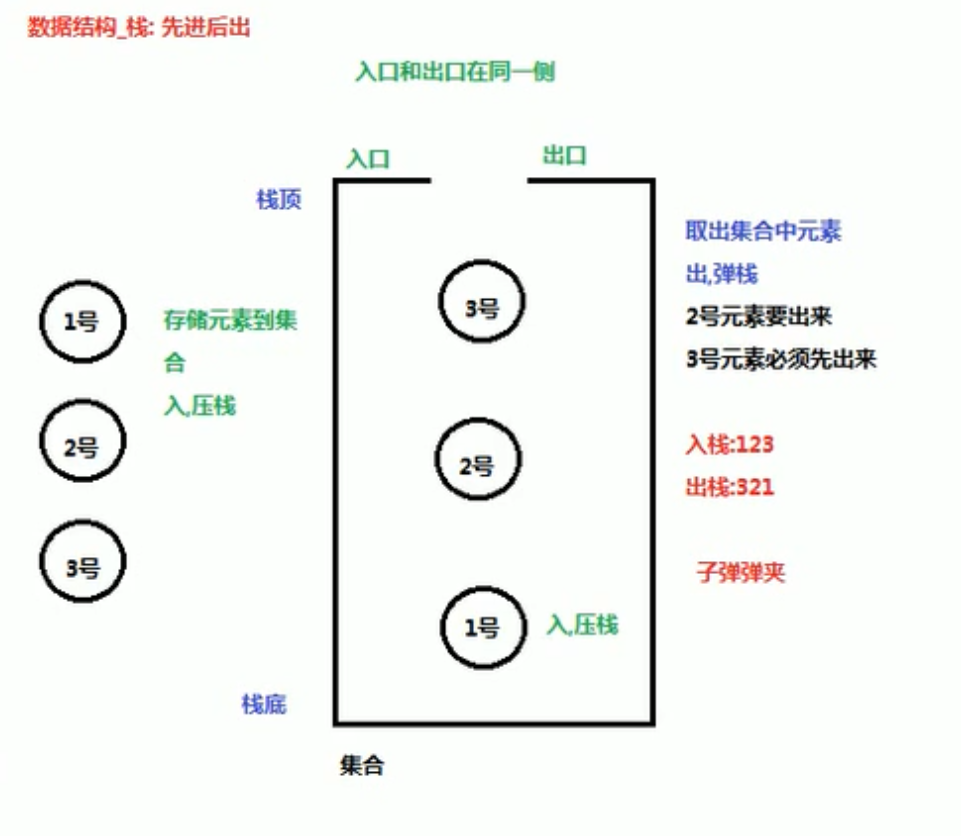 数据结构_栈: 先进后出
入口和出口在同一侧
入口
出口
栈顶
1号
2号
3号
存储元素到集
合
入,压栈
3号
2号
1号
入,压栈
栈底
集合
取出集合中元素
出,弹栈
2号元素要出来
3号元素必须先出来
入栈:123
出栈:321
子弹弹夹